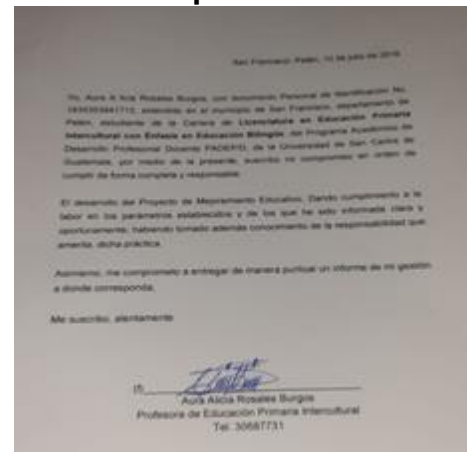 San Francisco, Petén, 10 de julio de 2019
Yo, Aura A licia Rosales Burgos, con documento Personal de Identificación No.
extendido en el municipio de San Francisco, departamento de
Petén, estudiante de la Carrera de Licenciatura en Educación Primaria
Intercultural con Énfasis en Educación Bilingüe, del Programa Académico de
Desarrollo Profesional Docente PADEP/D, de la Universidad de San Carlos de
Guatemala, por medio de la presente, suscribo mi compromiso en orden de
cumplir de forma completa y responsable:
El desarrollo del Proyecto de Mejoramiento Educativo. Dando cumplimiento a la
labor en los parámetros establecidos y de los que he sido informada clara y
oportunamente, habiendo tomado además conocimiento de la responsabilidad que
amerita, dicha práctica.
Asimismo, me comprometo a entregar de manera puntual un informe de mi gestión
a donde corresponda.
Me suscribo, atentamente
(f)
Aura Alicia Rosales Burgos
Profesora de Educación Primaria Intercultural
Tel. 30687731